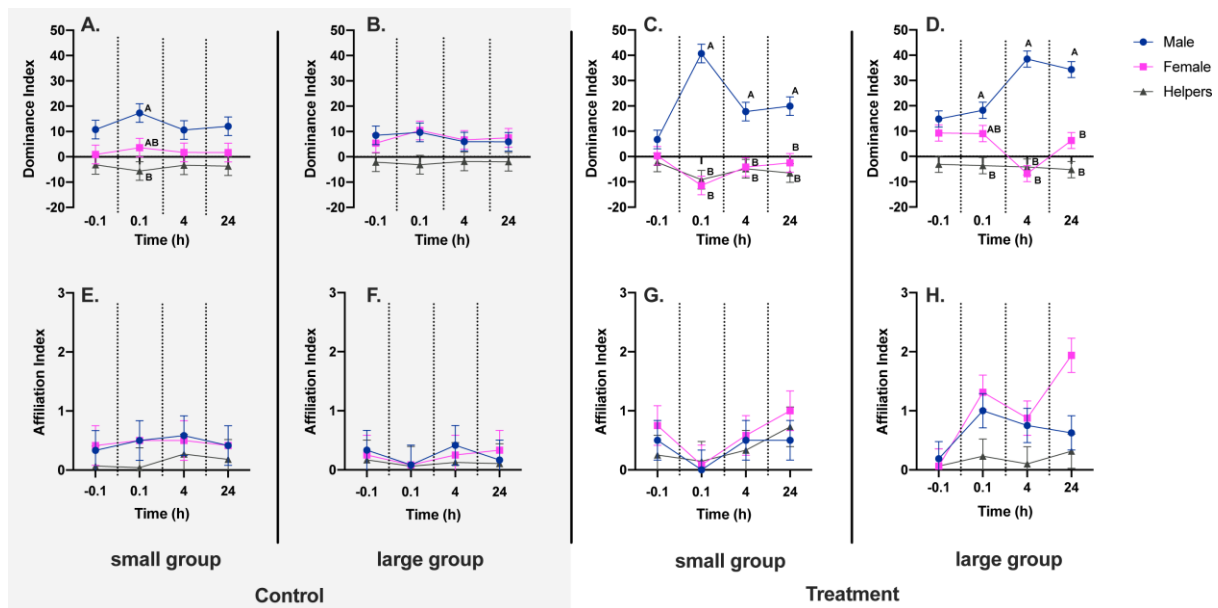 A.
B.
C.
D.
Dominance Index
50
40
30
20
10
0
-10
-20
A
AB
B
-0.1 0.1 4 24
Time (h)
Dominance Index
50
40
30
20
10
0
-10
-20
-0.1 0.1 4 24
Time (h)
Dominance Index
50
40
30
20
10
0
-10
-20
A
A
A
B
B
B
B
B
B
-0.1 0.1 4 24
Time (h)
Dominance Index
50
40
30
20
10
0
-10
-20
A
A
A
AB
B
B
B
B
B
-0.1 0.1 4 24
Time (h)
Male
Female
Helpers
E.
F.
G.
H.
Affiliation Index
3
2
1
0
-0.1 0.1 4 24
Time (h)
Affiliation Index
3
2
1
0
-0.1 0.1 4 24
Time (h)
Affiliation Index
3
2
1
0
-0.1 0.1 4 24
Time (h)
Affiliation Index
3
2
1
0
-0.1 0.1 4 24
Time (h)
small group
large group
small group
large group
Control
Treatment